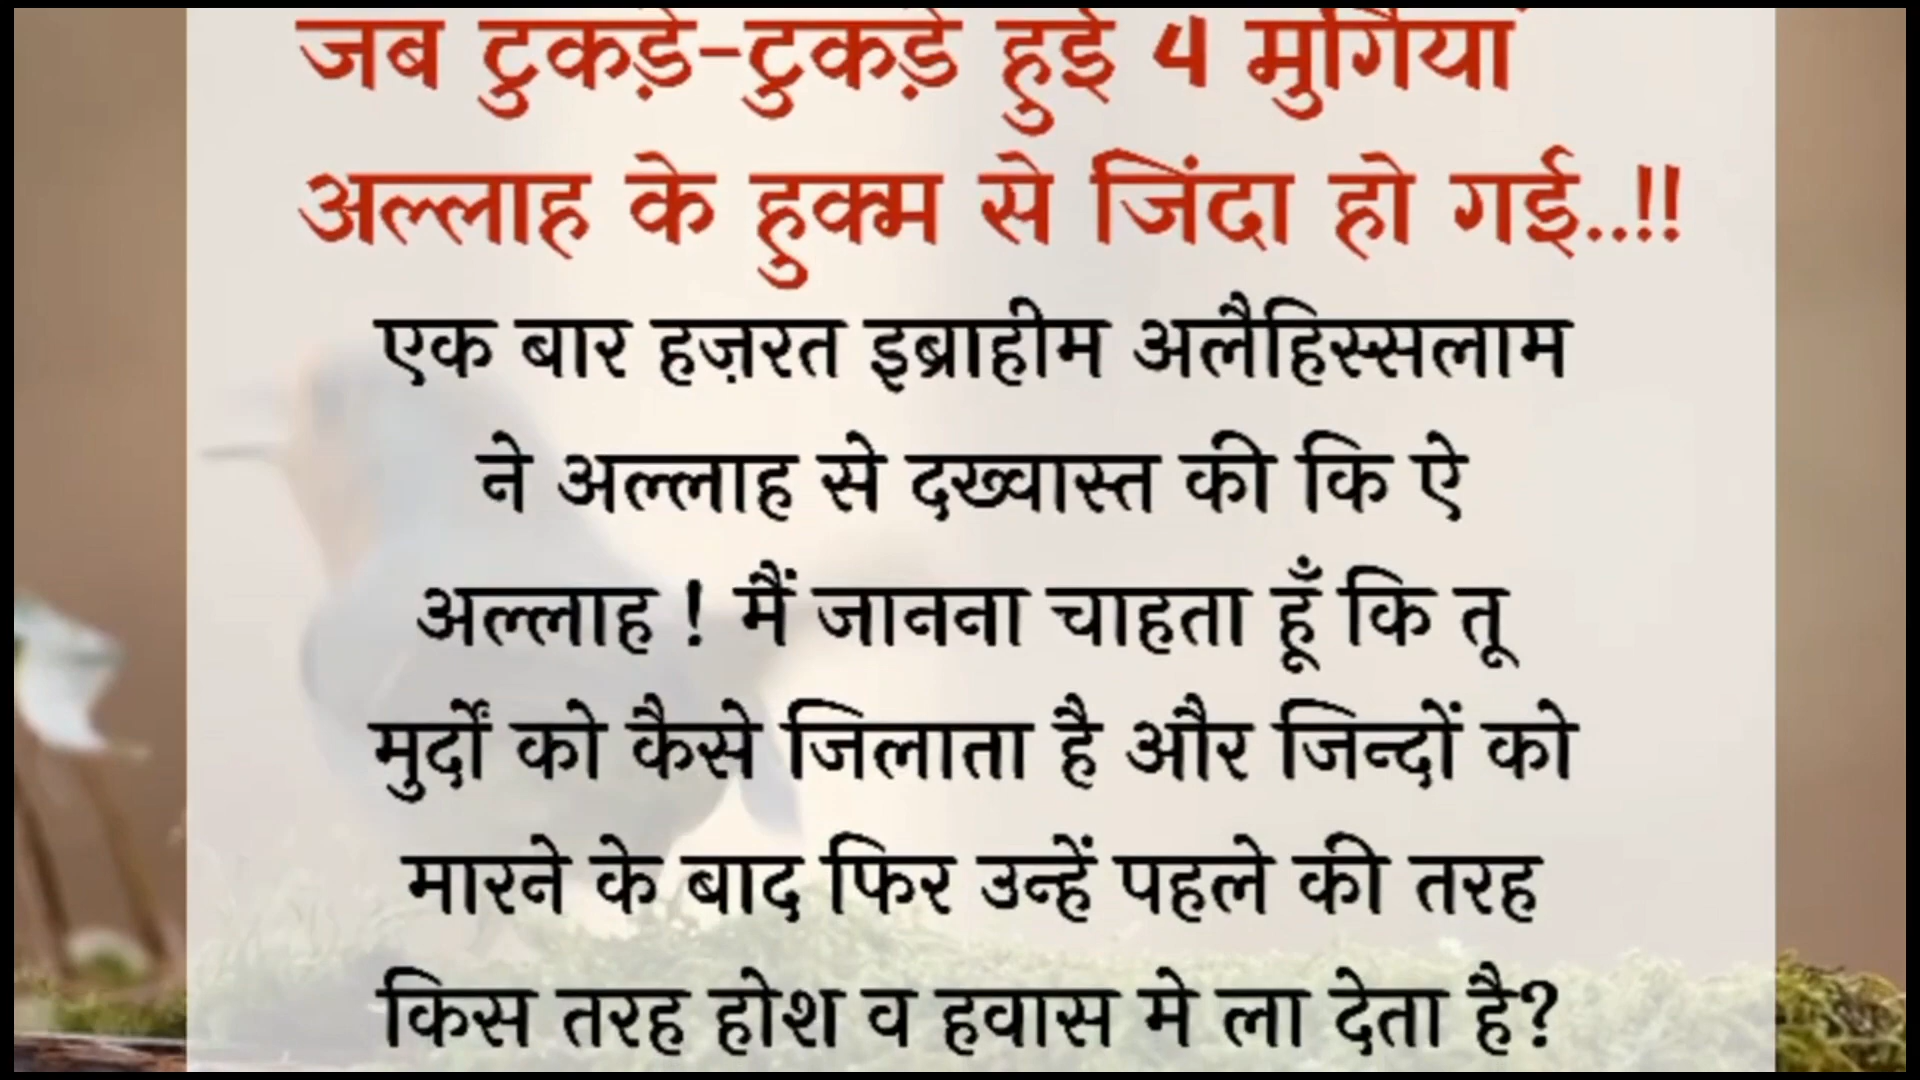 जब टुकड़े-टुकड़े हुई 4 मुर्गियां
अल्लाह के हुक्म से जिंदा हो गई..!!
एक बार हज़रत इब्राहीम अलैहिस्सलाम
ने अल्लाह से दख्वास्त की कि ऐ
अल्लाह ! मैं जानना चाहता हूँ कि तू
मुर्दों को कैसे जिलाता है और जिन्दों को
मारने के बाद फिर उन्हें पहले की तरह
किस तरह होश व हवास मे ला देता है?